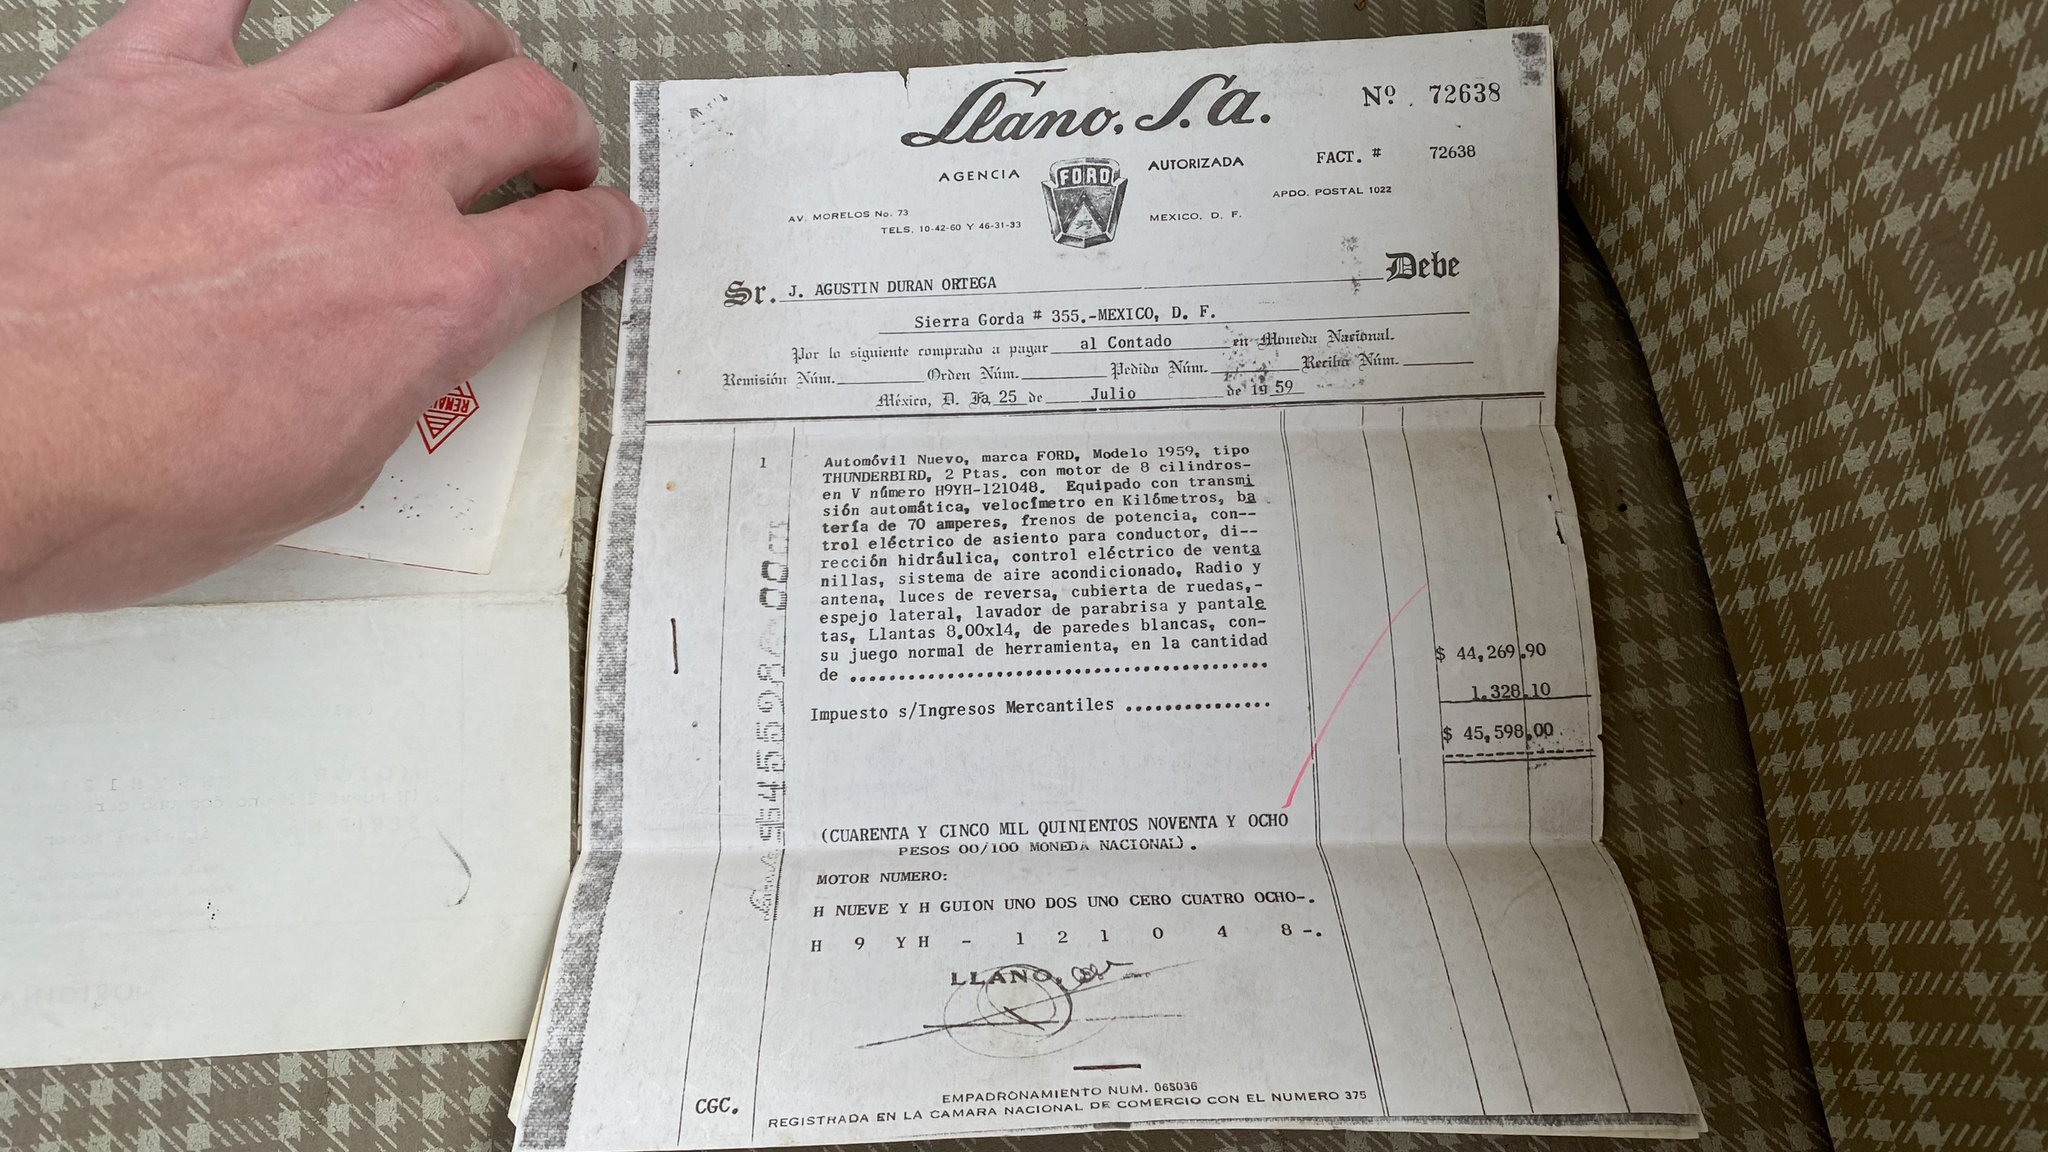 Llano, S.a.
Nº 72638
AGENCIA
FORD
AUTORIZADA
FACT. # 72638
APDO. POSTAL 1022
AV. MORELOS No. 73
TELS. 10-42-60 Y 46-31-33
MEXICO, D. F.
Sr. J. AGUSTIN DURAN ORTEGA Debe
Sierra Gorda # 355.-MEXICO, D. F.
Por lo siguiente comprado a pagar al Contado en Moneda Nacional.
Remisión Núm. Orden Núm. Pedido Núm. Recibo Núm.
México, D. Fa, 25 de Julio de 19 59
1 Automóvil Nuevo, marca FORD, Modelo 1959, tipo
THUNDERBIRD, 2 Ptas. con motor de 8 cilindros-
en V número H9YH-121048. Equipado con transmi
sión automática, velocímetro en Kilómetros, ba
tería de 70 amperes, frenos de potencia, con--
trol eléctrico de asiento para conductor, di--
rección hidráulica, control eléctrico de venta
nillas, sistema de aire acondicionado, Radio y
antena, luces de reversa, cubierta de ruedas,-
espejo lateral, lavador de parabrisa y pantale
tas, Llantas 8.00x14, de paredes blancas, con-
su juego normal de herramienta, en la cantidad
de ....................................... $ 44,269.90
Impuesto s/Ingresos Mercantiles ............... 1.328.10
$ 45,598.00
(CUARENTA Y CINCO MIL QUINIENTOS NOVENTA Y OCHO
PESOS 00/100 MONEDA NACIONAL).
MOTOR NUMERO:
H NUEVE Y H GUION UNO DOS UNO CERO CUATRO OCHO-.
H 9 YH - 1 2 1 0 4 8-.
LLANO,
CGC.
EMPADRONAMIENTO NUM. 065036
REGISTRADA EN LA CAMARA NACIONAL DE COMERCIO CON EL NUMERO 375